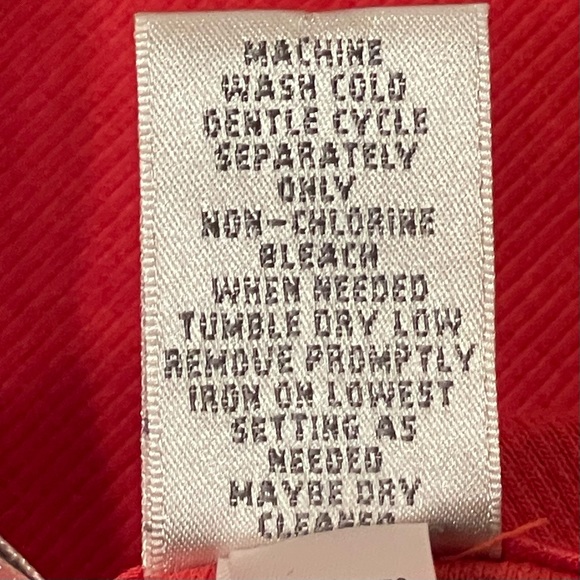 MACHINE
WASH COLD
GENTLE CYCLE
SEPARATELY
ONLY
NON-CHLORINE
BLEACH
WHEN NEEDED
TUMBLE DRY LOW
REMOVE PROMPTLY
IRON ON LOWEST
SETTING AS
NEEDED
MAYBE DRY
CLEANED